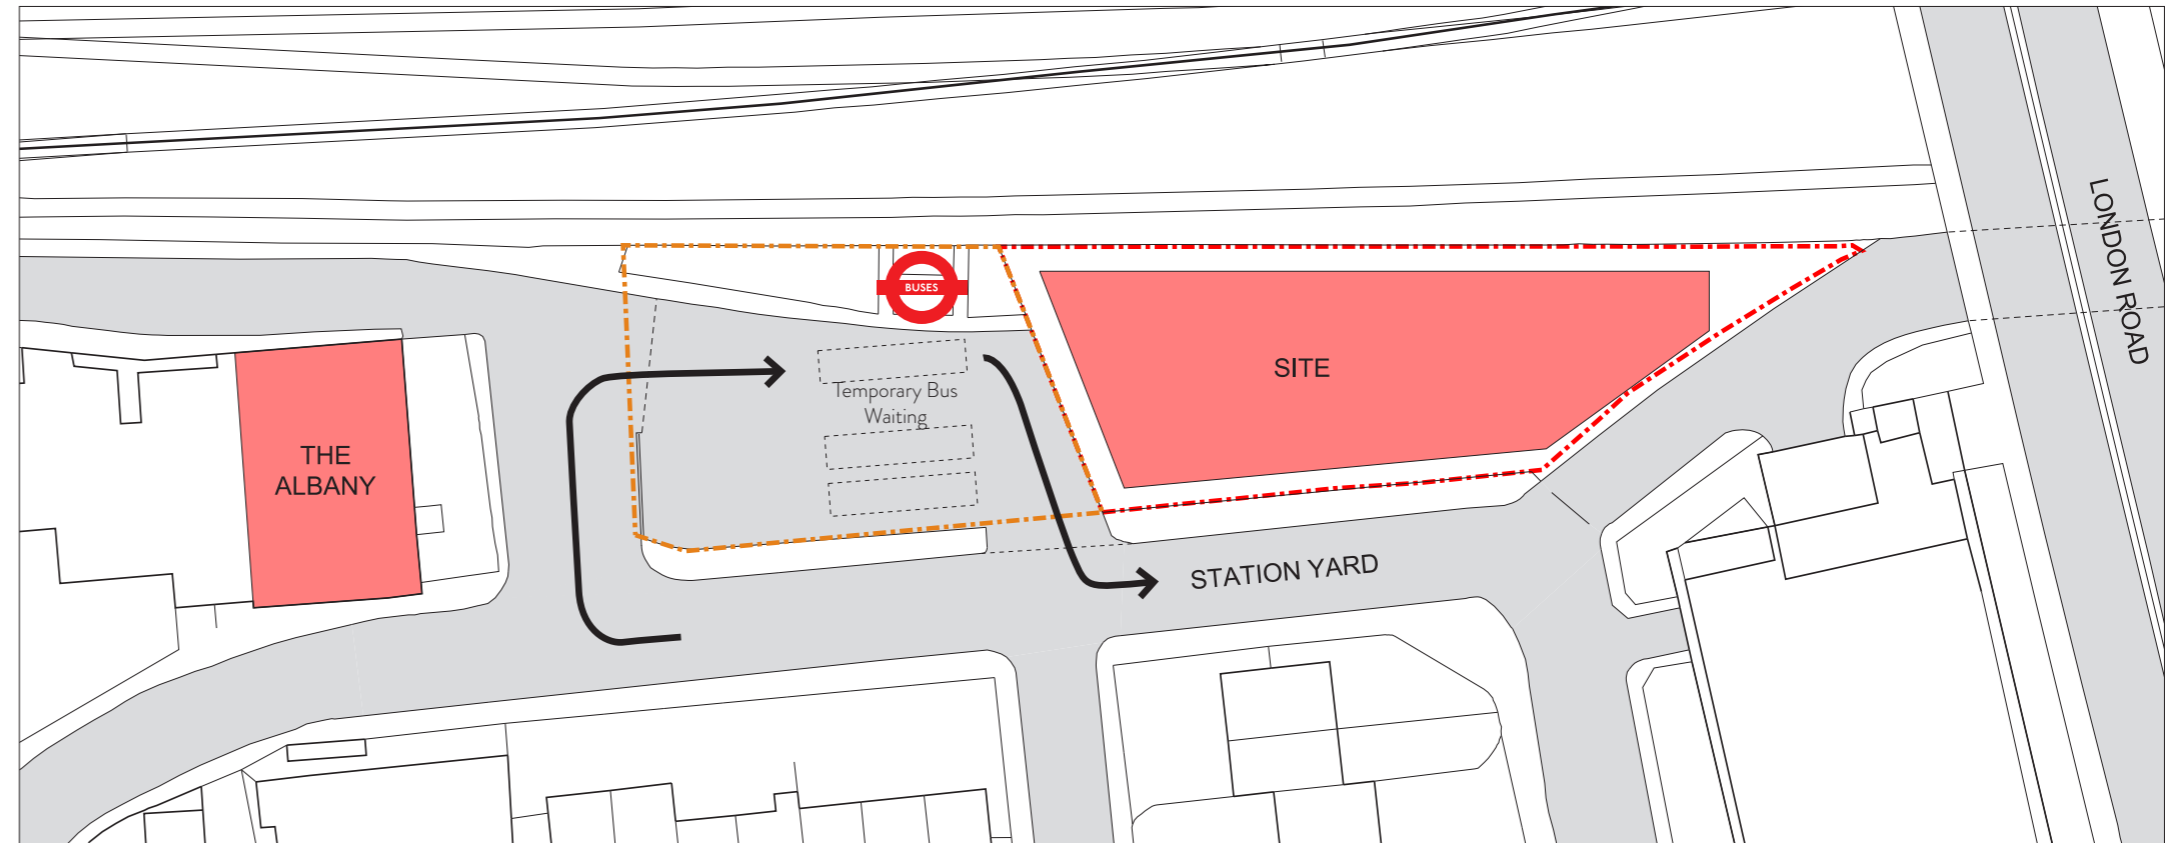 LONDON ROAD
BUSES
SITE
Temporary Bus
Waiting
THE
ALBANY
STATION YARD